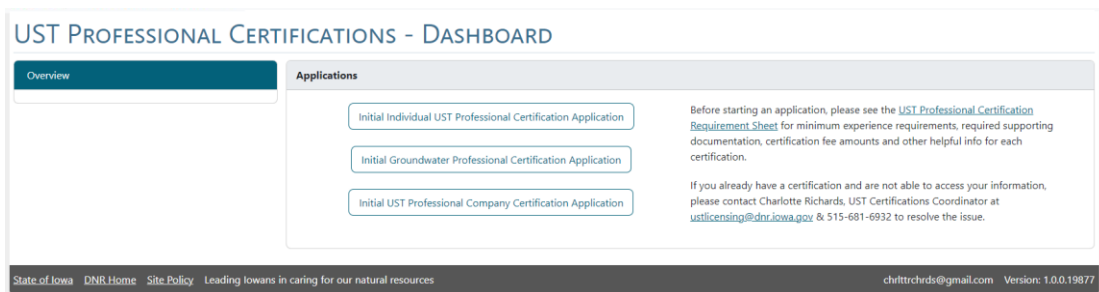 UST PROFESSIONAL CERTIFICATIONS - DASHBOARD
Overview
Applications
Initial Individual UST Professional Certification Application
Initial Groundwater Professional Certification Application
Initial UST Professional Company Certification Application
Before starting an application, please see the UST Professional Certification
Requirement Sheet for minimum experience requirements, required supporting
documentation, certification fee amounts and other helpful info for each
certification.
If you already have a certification and are not able to access your information,
please contact Charlotte Richards, UST Certifications Coordinator at
ustlicensing@dnr.iowa.gov & 515-681-6932 to resolve the issue.
State of Iowa DNR Home Site Policy Leading Iowans in caring for our natural resources
chrlttrchrds@gmail.com Version: 1.0.0.19877